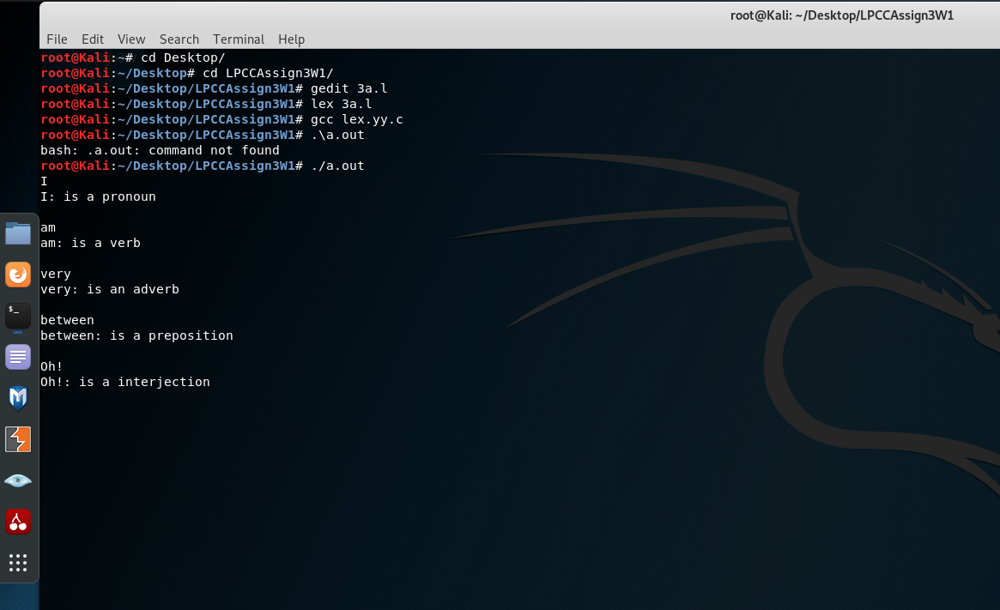 root@Kali: ~/Desktop/LPCCAssign3W1
File Edit View Search Terminal Help
root@Kali:~# cd Desktop/
root@Kali:~/Desktop# cd LPCCAssign3W1/
root@Kali:~/Desktop/LPCCAssign3W1# gedit 3a.l
root@Kali:~/Desktop/LPCCAssign3W1# lex 3a.l
root@Kali:~/Desktop/LPCCAssign3W1# gcc lex.yy.c
root@Kali:~/Desktop/LPCCAssign3W1# .\a.out
bash: .a.out: command not found
root@Kali:~/Desktop/LPCCAssign3W1# ./a.out
I
I: is a pronoun
am
am: is a verb
very
very: is an adverb
between
between: is a preposition
Oh!
Oh!: is a interjection
$_